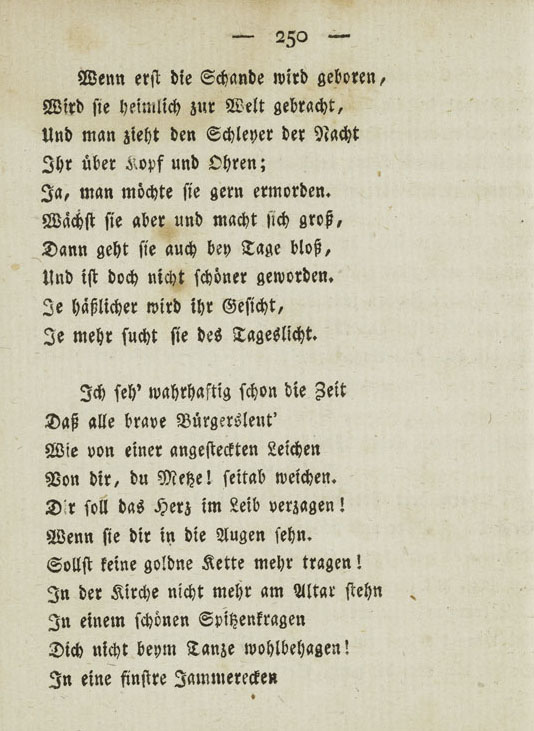 — 250 —
Wenn erst die Schande wird geboren,
Wird sie heimlich zur Welt gebracht,
Und man zieht den Schleyer der Nacht
Ihr über Kopf und Ohren;
Ja, man möchte sie gern ermorden.
Wächst sie aber und macht sich groß,
Dann geht sie auch bey Tage bloß,
Und ist doch nicht schöner geworden.
Je häßlicher wird ihr Gesicht,
Je mehr sucht sie des Tageslicht.
Ich seh' wahrhaftig schon die Zeit
Daß alle brave Bürgersleut'
Wie von einer angesteckten Leichen
Von dir, du Metze! seitab weichen.
Dir soll das Herz im Leib verzagen!
Wenn sie dir in die Augen sehn.
Sollst keine goldne Kette mehr tragen!
In der Kirche nicht mehr am Altar stehn
In einem schönen Spitzenkragen
Dich nicht beym Tanze wohlbehagen!
In eine finstre Jammerecken